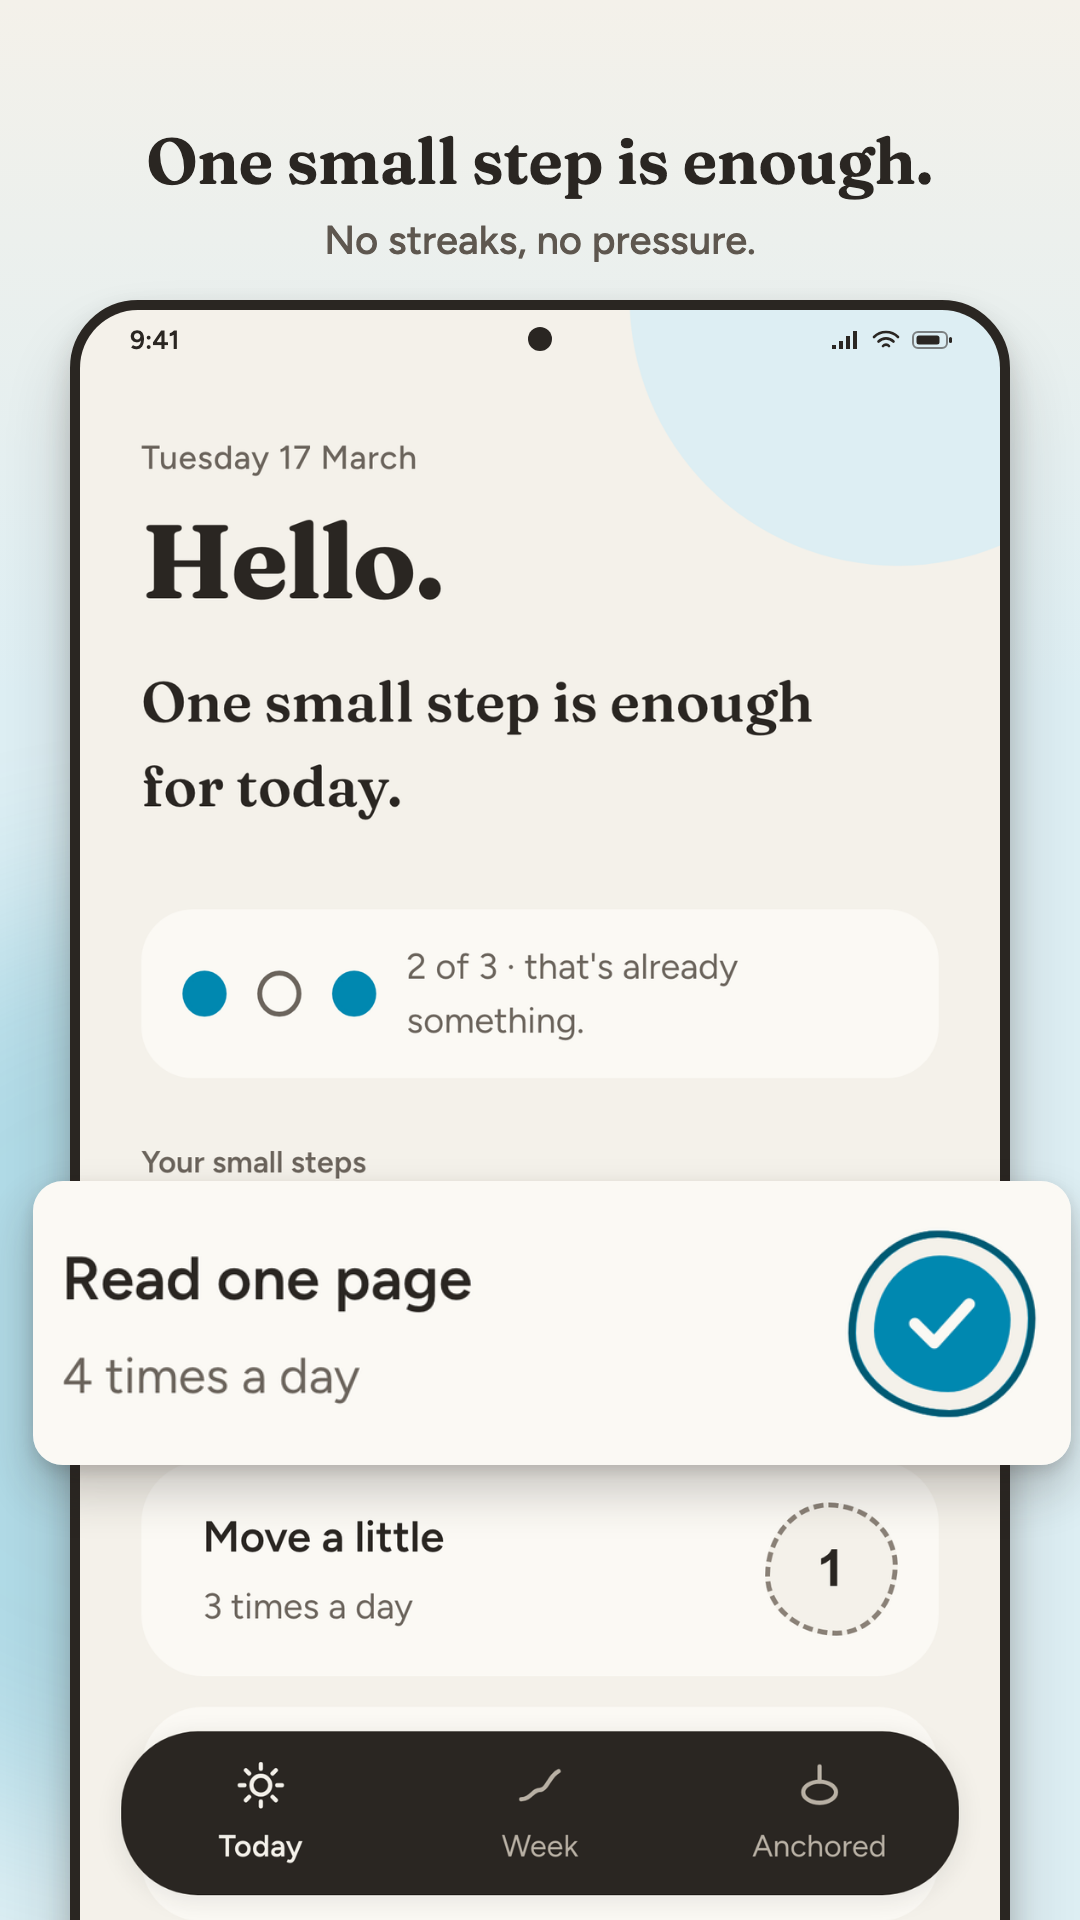 One small step is enough.
No streaks, no pressure.
9:41
Tuesday 17 March
Hello.
One small step is enough
for today.
2 of 3 · that's already
something.
Your small steps
Read one page
4 times a day
Move a little
1
3 times a day
Today
Week
Anchored